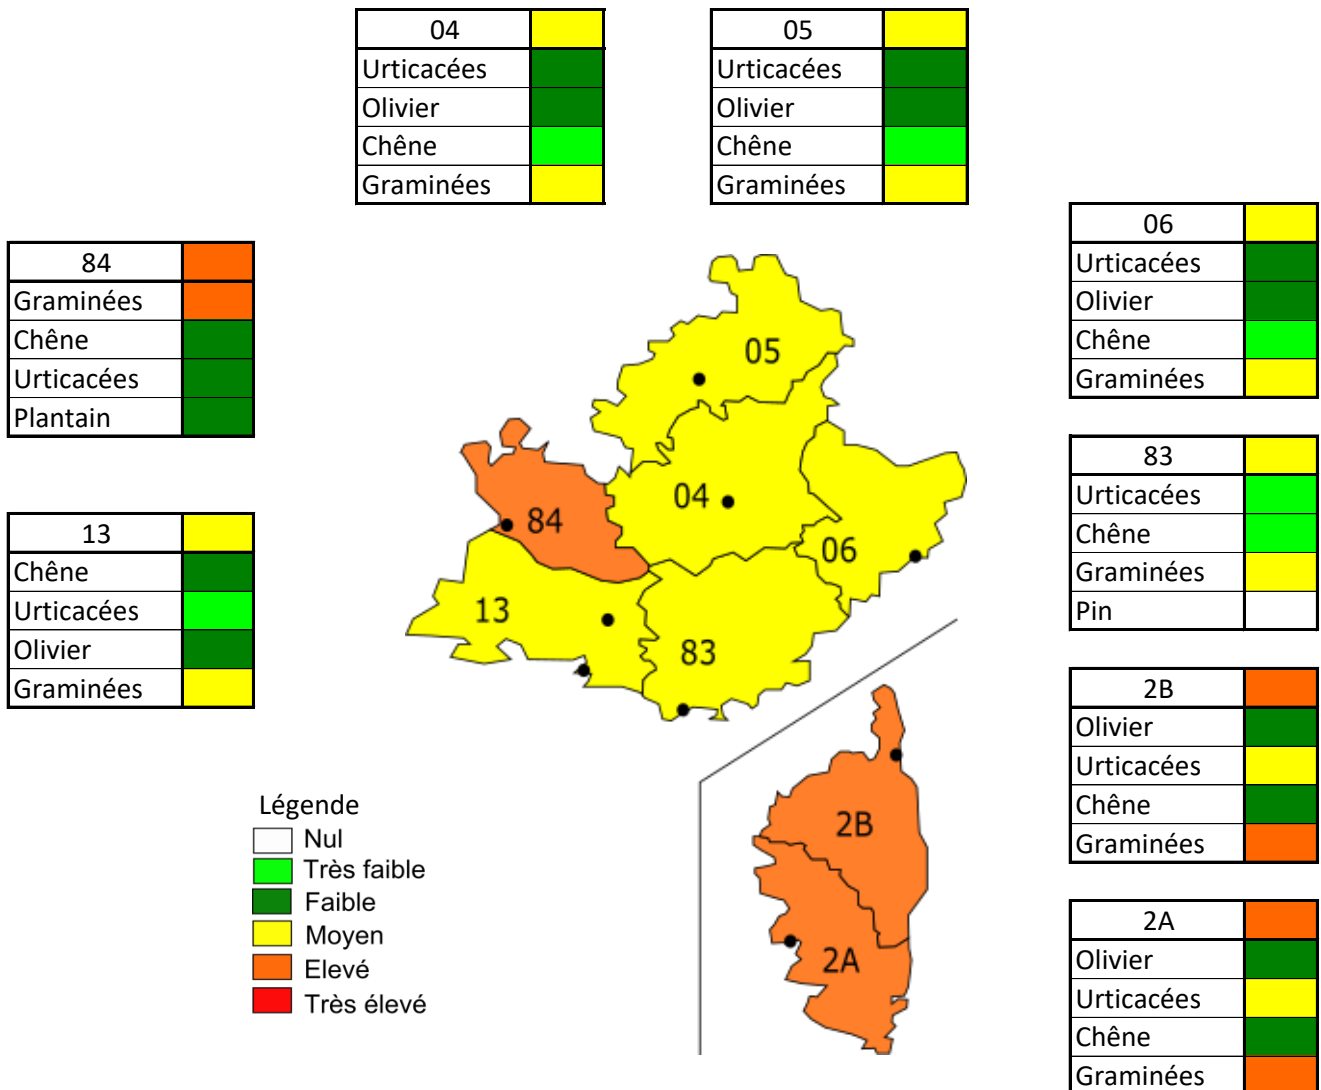 04
Urticacées
Olivier
Chêne
Graminées
05
Urticacées
Olivier
Chêne
Graminées
84
Graminées
Chêne
Urticacées
Plantain
06
Urticacées
Olivier
Chêne
Graminées
13
Chêne
Urticacées
Olivier
Graminées
83
Urticacées
Chêne
Graminées
Pin
05
04
84
06
13
83
2B
2A
2B
Olivier
Urticacées
Chêne
Graminées
2A
Olivier
Urticacées
Chêne
Graminées
Légende
Nul
Très faible
Faible
Moyen
Elevé
Très élevé